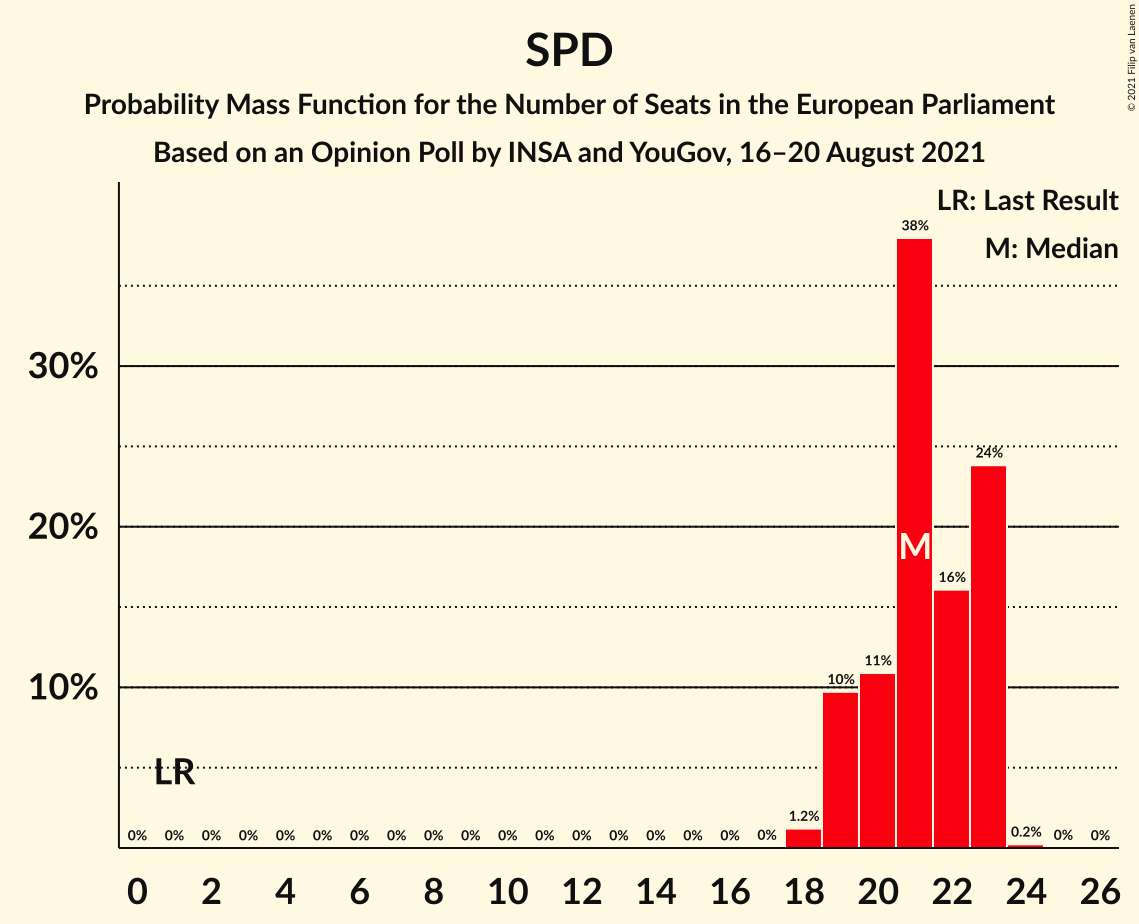 SPD
Probability Mass Function for the Number of Seats in the European Parliament
Based on an Opinion Poll by INSA and YouGov, 16–20 August 2021
© 2021 Filip van Laenen
LR: Last Result
M: Median
38%
30%
24%
20%
M
16%
11%
10%
10%
LR
0% 0% 0% 0% 0% 0% 0% 0% 0% 0% 0% 0% 0% 0% 0% 0% 0% 0% 1.2% 0.2% 0% 0%
0 2 4 6 8 10 12 14 16 18 20 22 24 26